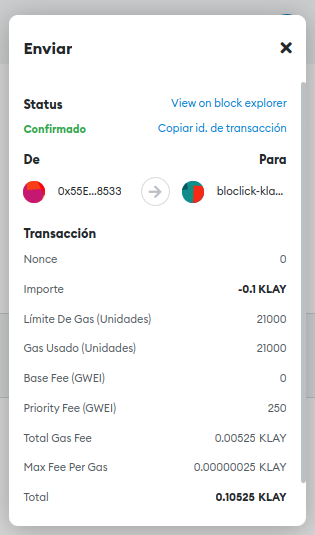 Enviar
Status View on block explorer
Confirmado Copiar id. de transacción
De Para
0x55E...8533 bloclick-kla...
Transacción
Nonce 0
Importe -0.1 KLAY
Límite De Gas (Unidades) 21000
Gas Usado (Unidades) 21000
Base Fee (GWEI) 0
Priority Fee (GWEI) 250
Total Gas Fee 0.00525 KLAY
Max Fee Per Gas 0.00000025 KLAY
Total 0.10525 KLAY